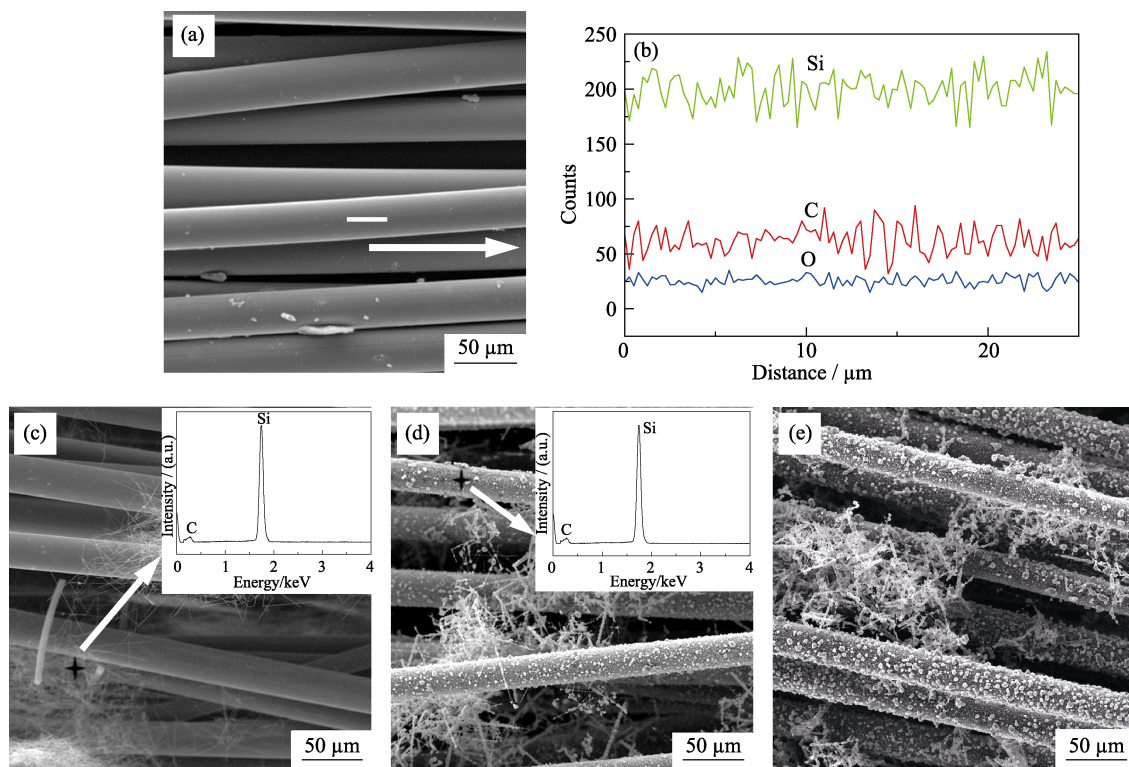 (a)
50 µm
(b)
Counts
250
200
150
100
50
0
Si
C
O
0
10
20
Distance / µm
(c)
Intensity / (a.u.)
Si
C
0
1
2
3
4
Energy/keV
50 µm
(d)
Intensity / (a.u.)
Si
C
0
1
2
3
4
Energy/keV
50 µm
(e)
50 µm